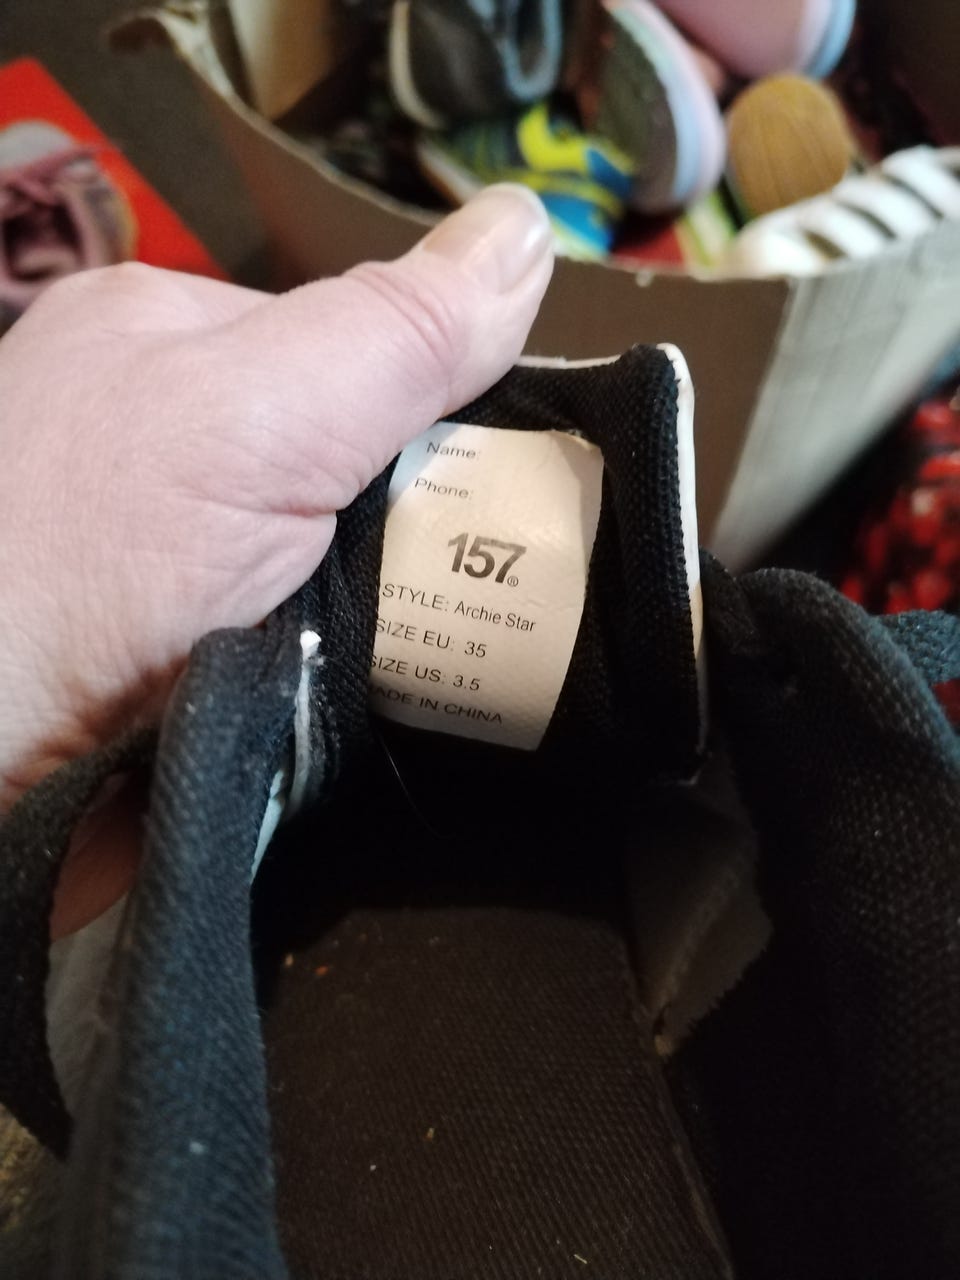 Name:
Phone:
157®
STYLE: Archie Star
SIZE EU: 35
SIZE US: 3.5
MADE IN CHINA